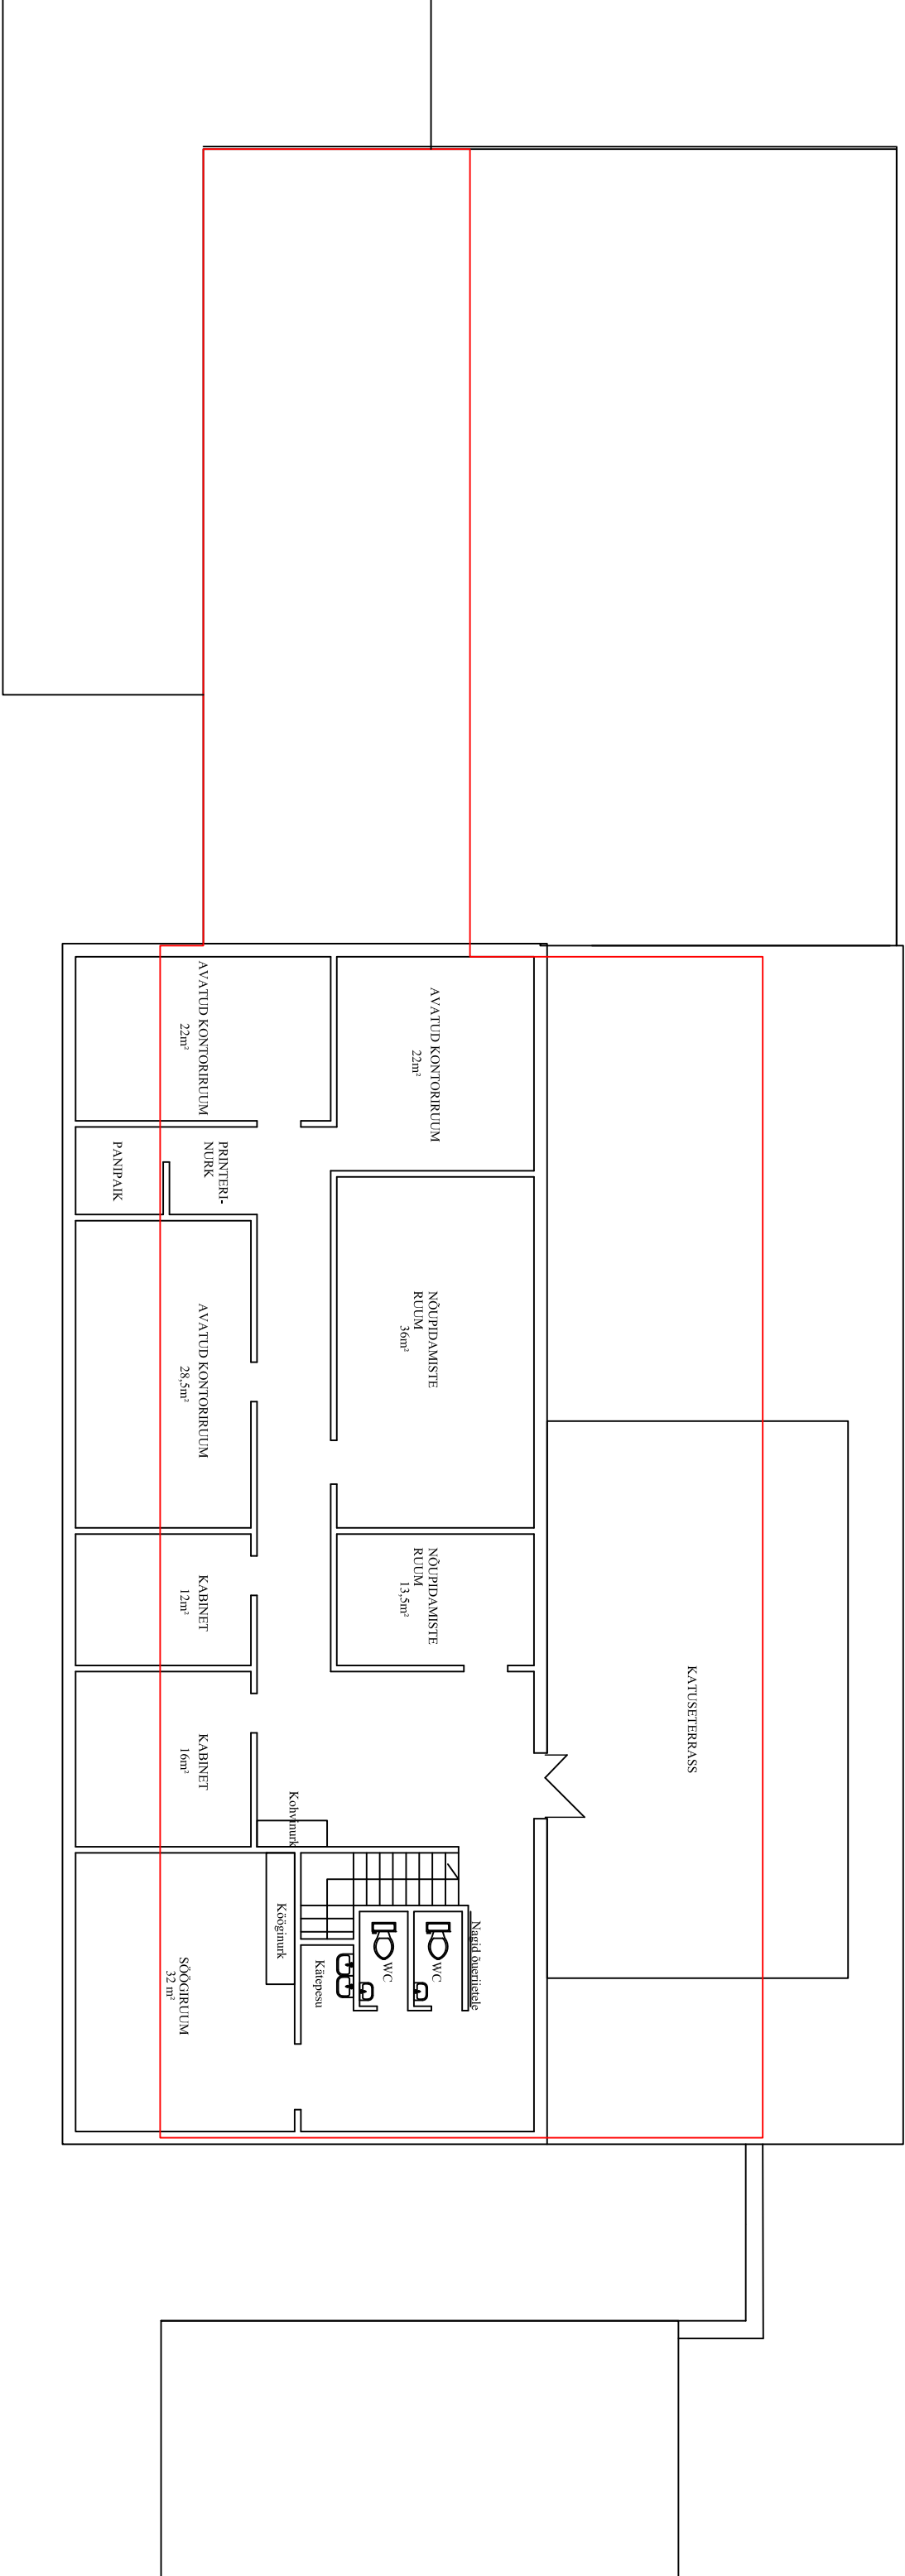 AVATUD KONTORIRUUM
22m²
AVATUD KONTORIRUUM
22m²
PRINTERI-
NURK
PANIPAIK
NÕUPIDAMISTE
RUUM
36m²
AVATUD KONTORIRUUM
28,5m²
NÕUPIDAMISTE
RUUM
13,5m²
KABINET
12m²
KATUSETERRASS
KABINET
16m²
Kohvinurk
Nagid õueriietele
WC
WC
Kätepesu
Kööginurk
SÖÖGIRUUM
32 m²